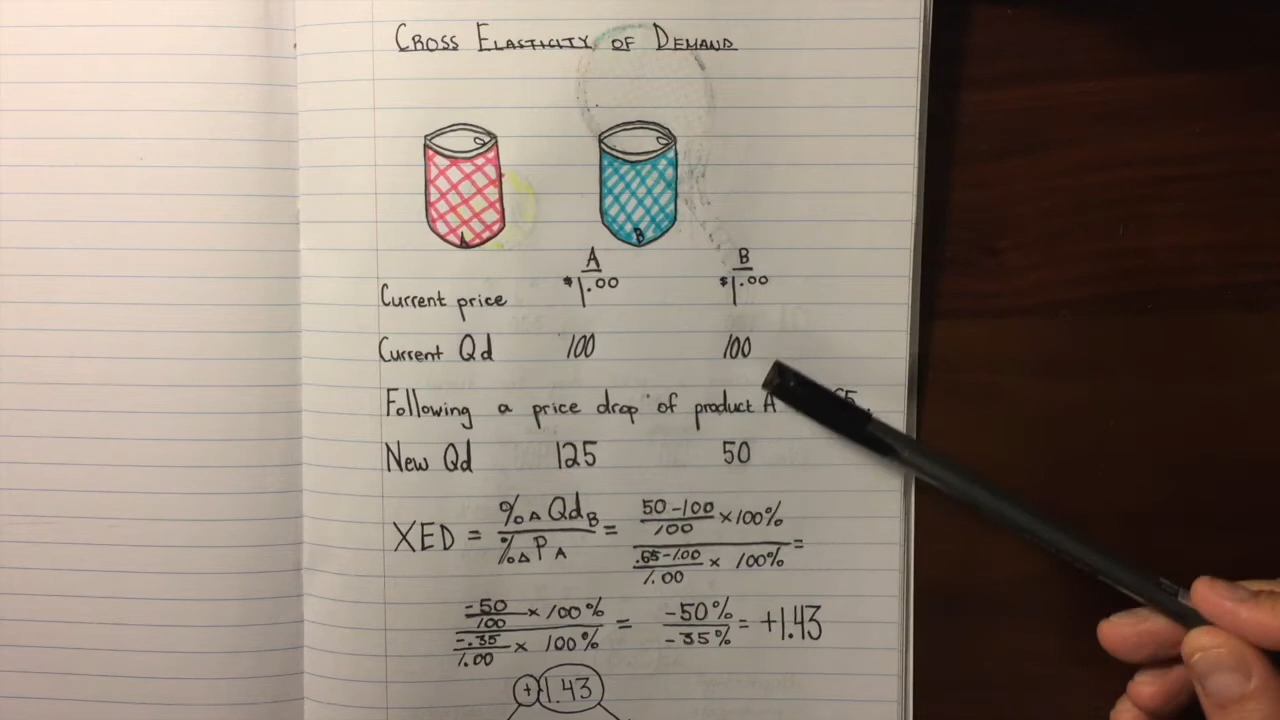 CROSS ELASTICITY OF DEMAND
A B
A B
Current price $1.00 $1.00
Current Qd 100 100
Following a price drop of product A
New Qd 125 50
XED = %Δ QdB / %Δ PA = 50-100/100 × 100% / .65-1.00/1.00 × 100% =
-50/100 × 100% / -.35/1.00 × 100% = -50% / -35% = +1.43
+ 1.43